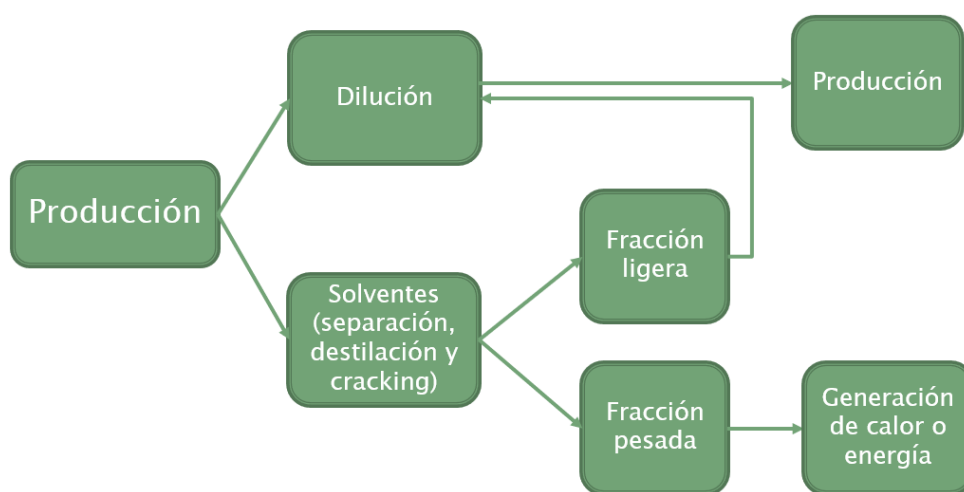 Dilución
Producción
Producción
Fracción
ligera
Solventes
(separación,
destilación y
cracking)
Fracción
pesada
Generación
de calor o
energía